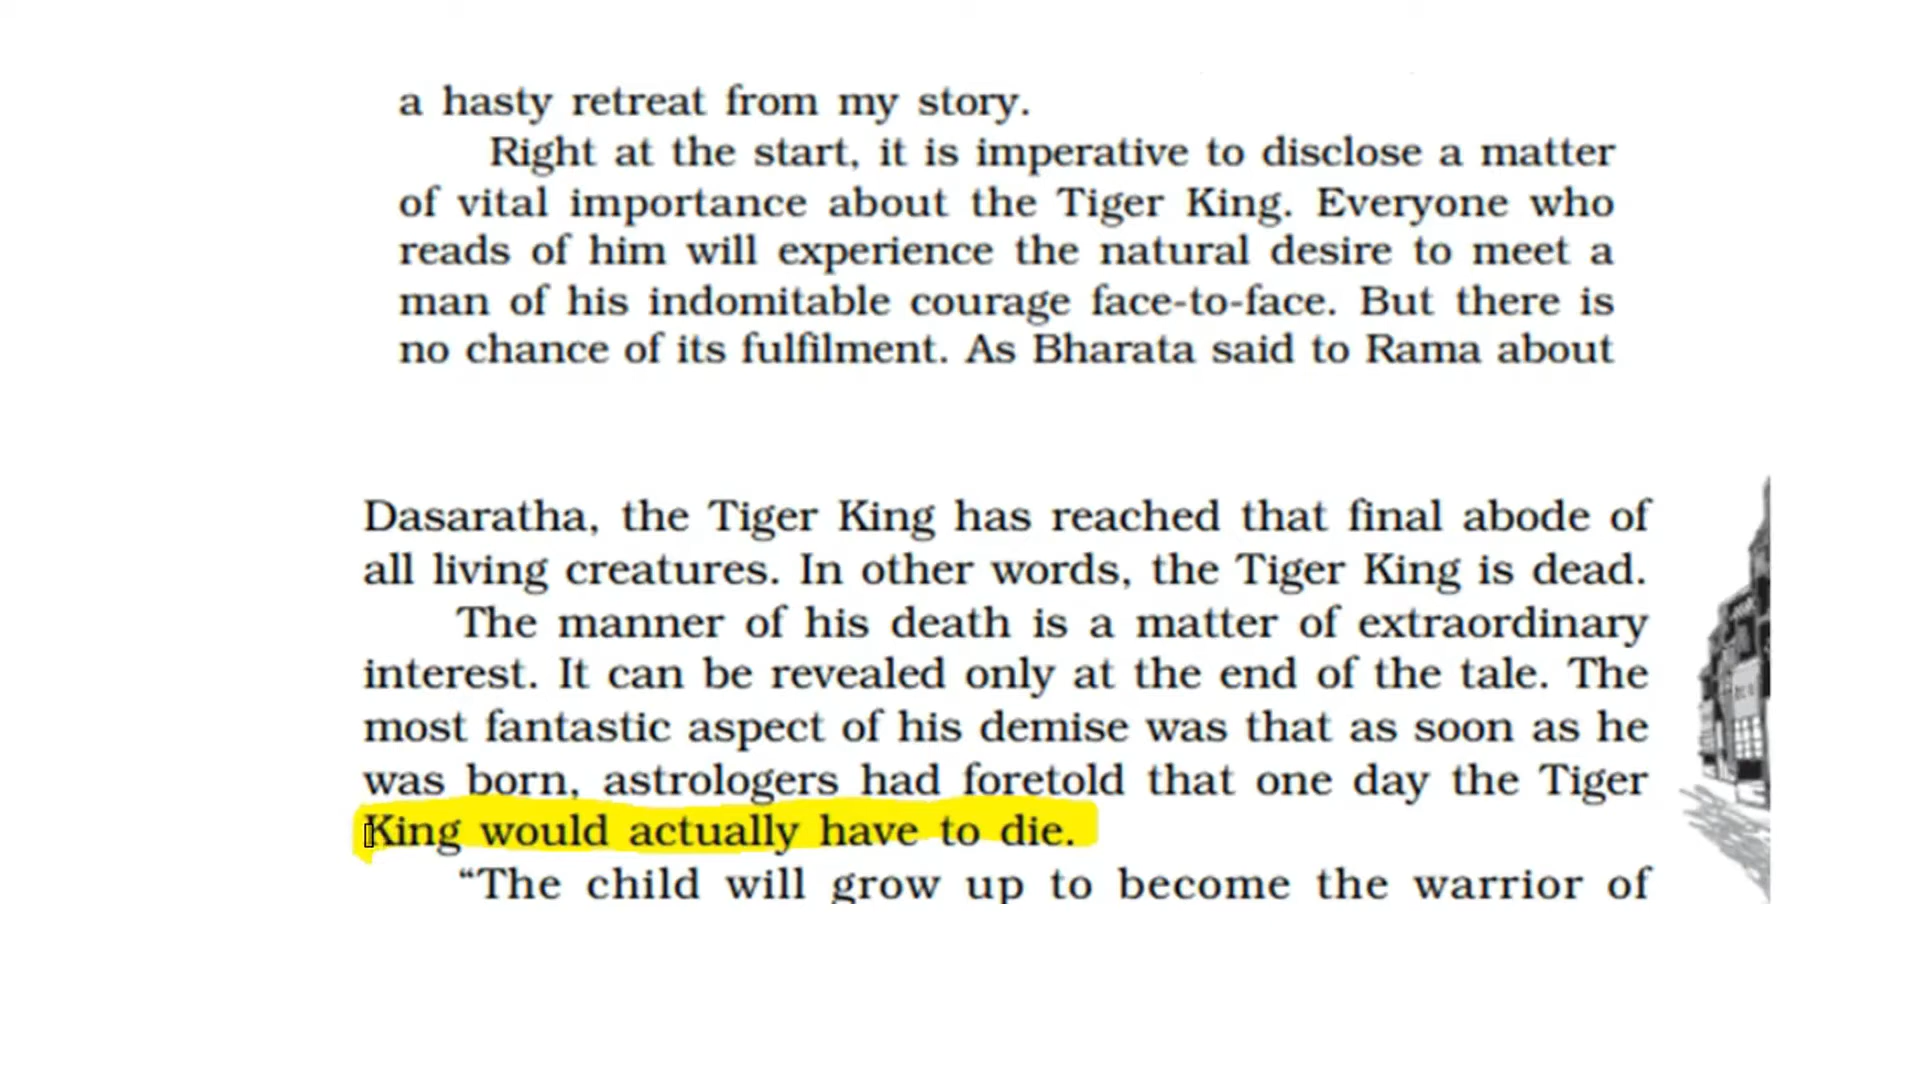 a hasty retreat from my story.
Right at the start, it is imperative to disclose a matter
of vital importance about the Tiger King. Everyone who
reads of him will experience the natural desire to meet a
man of his indomitable courage face-to-face. But there is
no chance of its fulfilment. As Bharata said to Rama about
Dasaratha, the Tiger King has reached that final abode of
all living creatures. In other words, the Tiger King is dead.
The manner of his death is a matter of extraordinary
interest. It can be revealed only at the end of the tale. The
most fantastic aspect of his demise was that as soon as he
was born, astrologers had foretold that one day the Tiger
King would actually have to die.
“The child will grow up to become the warrior of